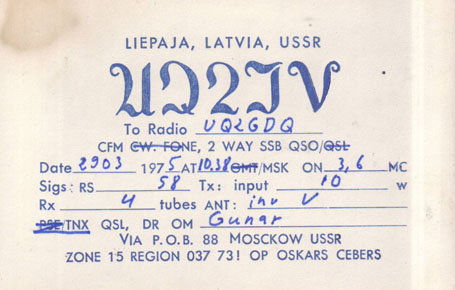 LIEPAJA, LATVIA, USSR
UQ2IV
To Radio UQ2GDQ
CFM CW. FONE, 2 WAY SSB QSO/QSL
Date 2903 1975 AT 10,38 GMT/MSK ON 3,6 MC
Sigs: RS 58 Tx: input 10 w
Rx 4 tubes ANT: inv V
PSE/TNX QSL, DR OM Gunar
VIA P.O.B. 88 MOSCKOW USSR
ZONE 15 REGION 037 73! OP OSKARS CEBERS